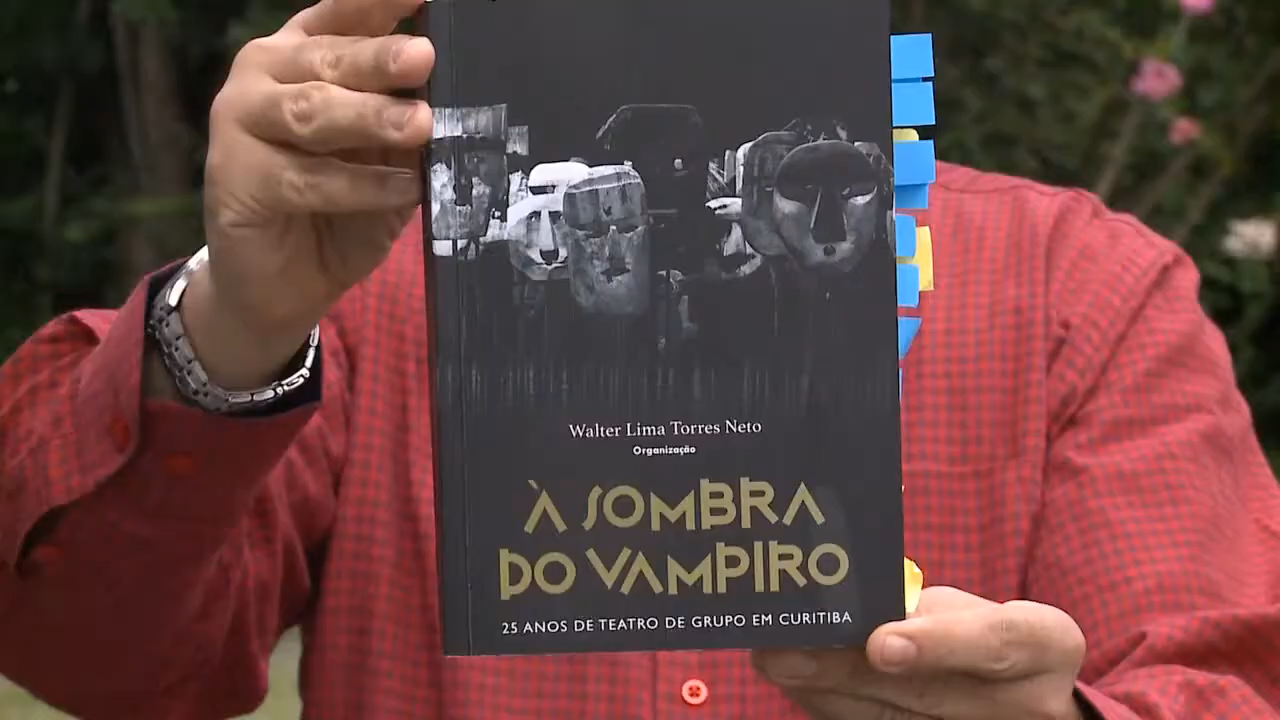 Walter Lima Torres Neto
Organização
À SOMBRA
DO VAMPIRO
25 ANOS DE TEATRO DE GRUPO EM CURITIBA